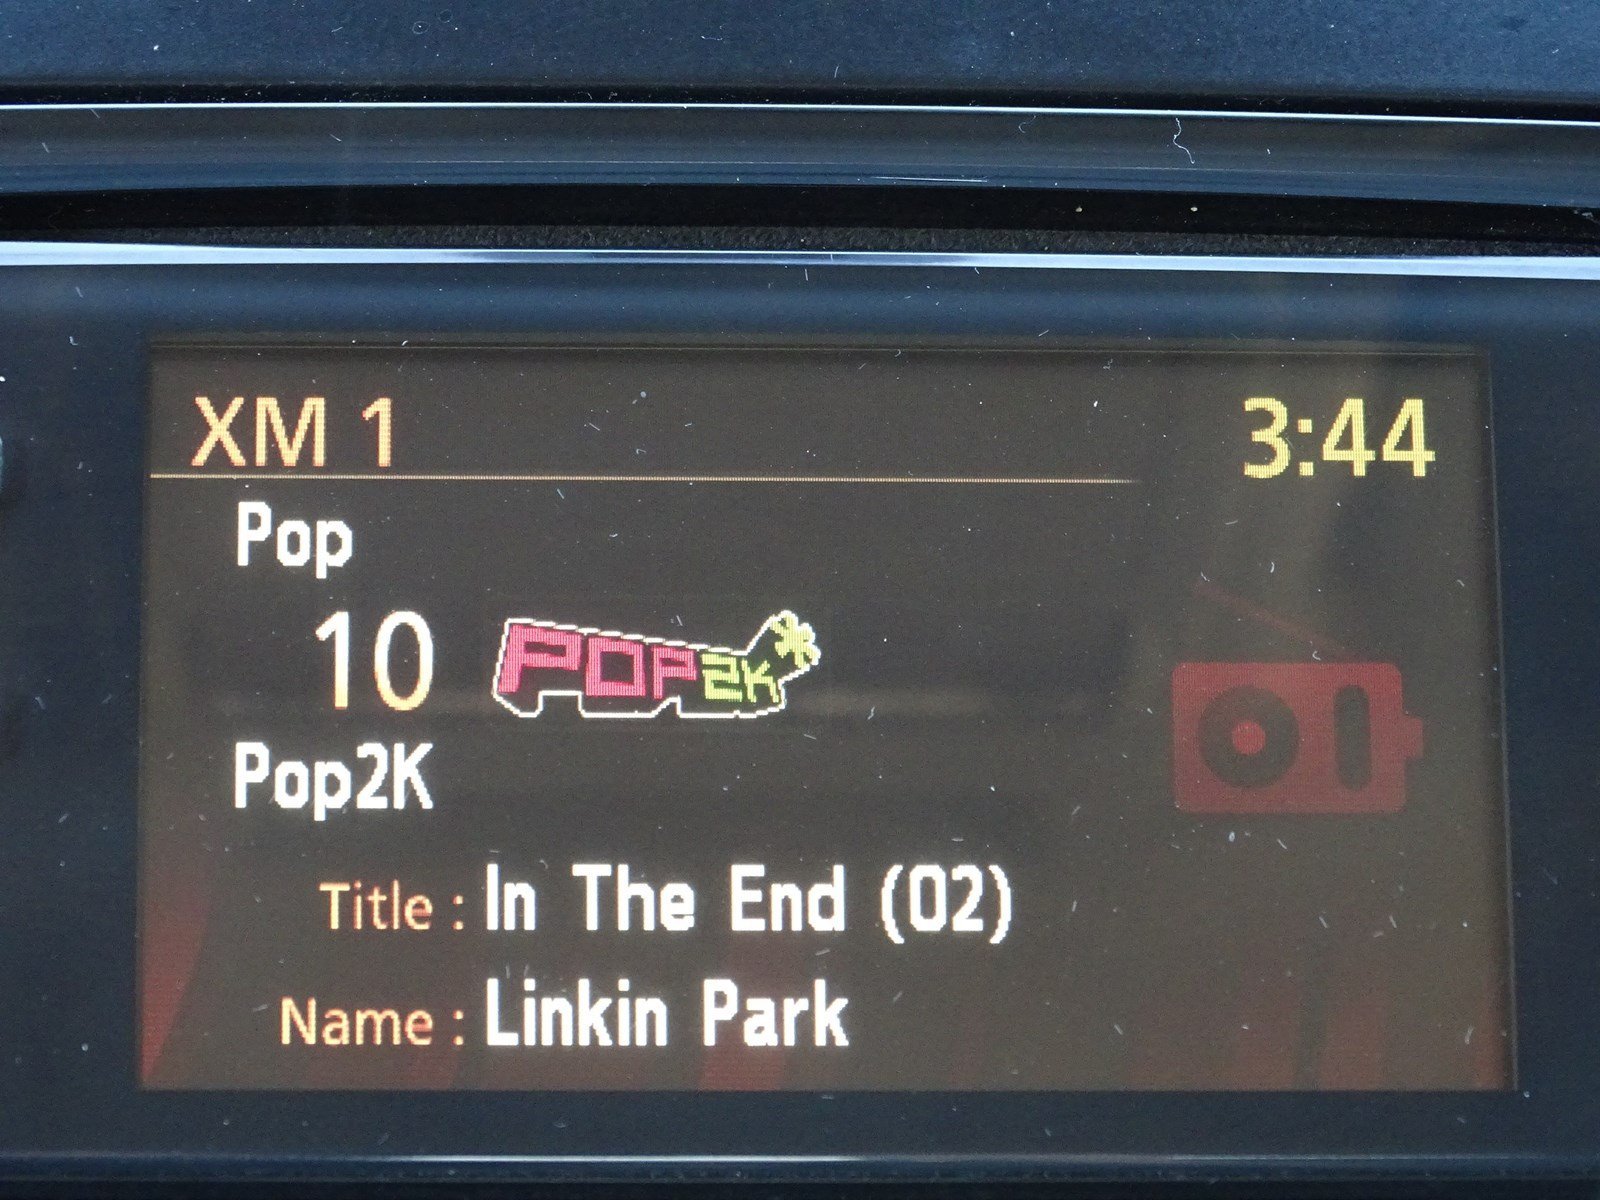 XM 1
3:44
Pop
10
POP2K
Pop2K
Title : In The End (02)
Name : Linkin Park